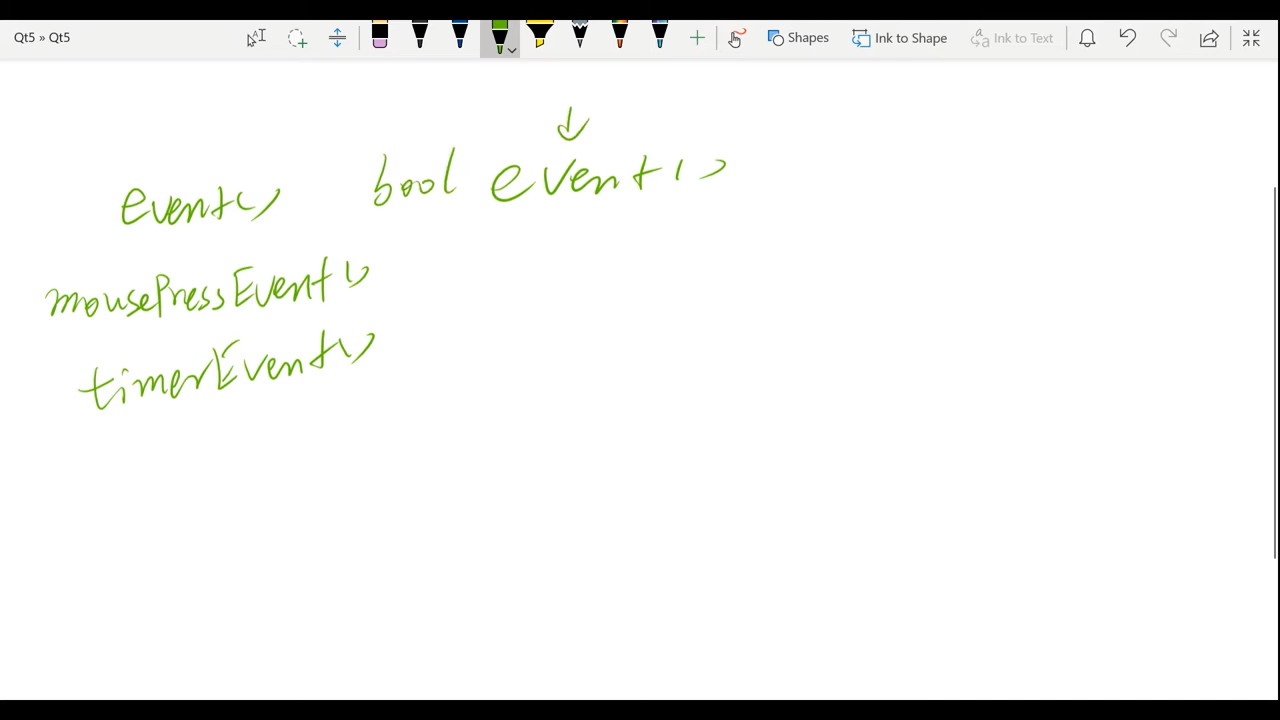 Qt5 » Qt5
Shapes
Ink to Shape
Ink to Text
event()
bool event()
mousePressEvent()
timerEvent()